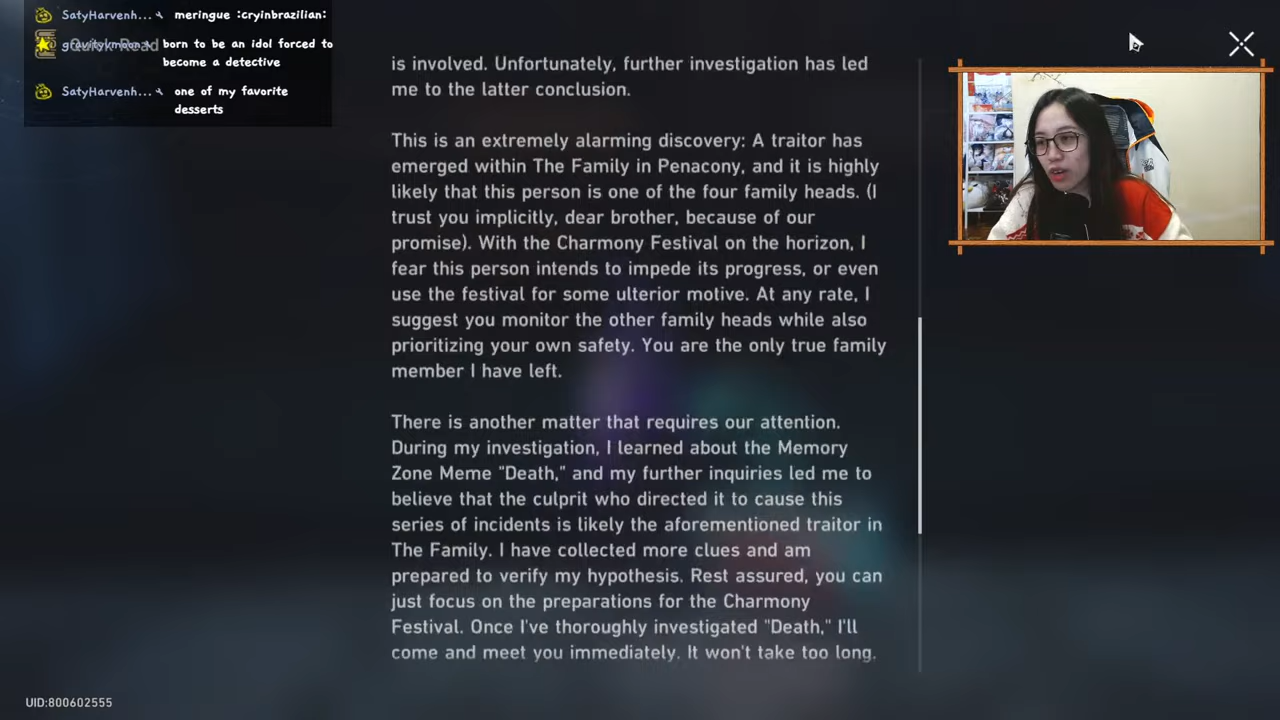 SatyHarvenh... meringue :cryinbrazilian:
Quick Read
gravityvmoon born to be an idol forced to
become a detective
SatyHarvenh... one of my favorite
desserts
is involved. Unfortunately, further investigation has led
me to the latter conclusion.
This is an extremely alarming discovery: A traitor has
emerged within The Family in Penacony, and it is highly
likely that this person is one of the four family heads. (I
trust you implicitly, dear brother, because of our
promise). With the Charmony Festival on the horizon, I
fear this person intends to impede its progress, or even
use the festival for some ulterior motive. At any rate, I
suggest you monitor the other family heads while also
prioritizing your own safety. You are the only true family
member I have left.
There is another matter that requires our attention.
During my investigation, I learned about the Memory
Zone Meme "Death," and my further inquiries led me to
believe that the culprit who directed it to cause this
series of incidents is likely the aforementioned traitor in
The Family. I have collected more clues and am
prepared to verify my hypothesis. Rest assured, you can
just focus on the preparations for the Charmony
Festival. Once I've thoroughly investigated "Death," I'll
come and meet you immediately. It won't take too long.
UID:800602555